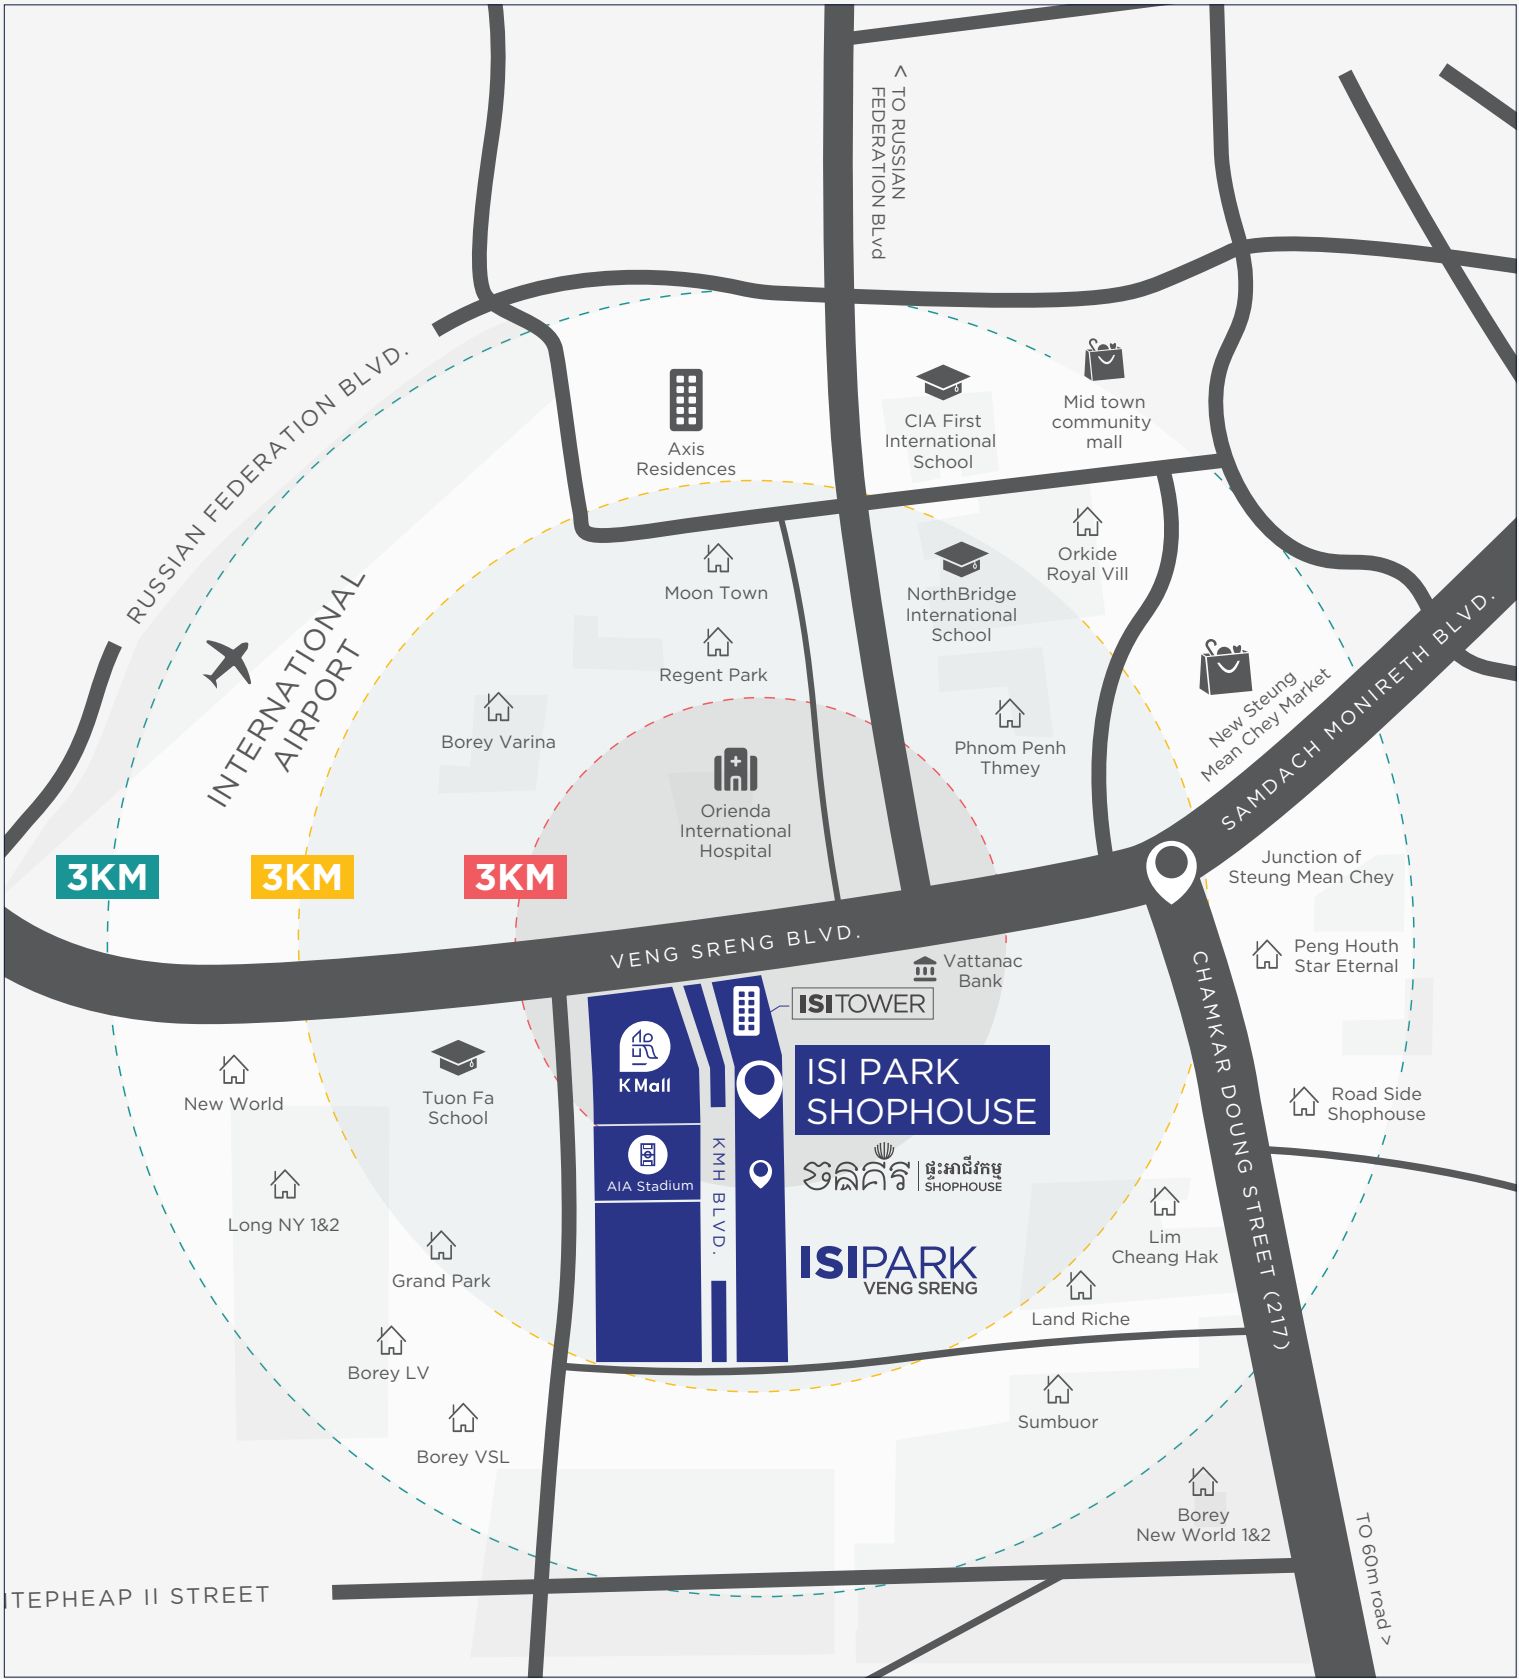 < TO RUSSIAN
FEDERATION BLvd
RUSSIAN FEDERATION BLVD.
Axis
Residences
CIA First
International
School
Mid town
community
mall
Moon Town
Regent Park
NorthBridge
International
School
Orkide
Royal Vill
INTERNATIONAL
AIRPORT
Borey Varina
Phnom Penh
Thmey
New Steung
Mean Chey Market
SAMDACH MONIRETH BLVD.
Orienda
International
Hospital
3KM
3KM
3KM
Junction of
Steung Mean Chey
VENG SRENG BLVD.
Vattanac
Bank
Peng Houth
Star Eternal
CHAMKAR DOUNG STREET (217)
ISITOWER
K Mall
ISI PARK
SHOPHOUSE
New World
Tuon Fa
School
Road Side
Shophouse
KMH BLVD.
AIA Stadium
ផ្ទះអាជីវកម្ម
SHOPHOUSE
Long NY 1&2
Grand Park
Lim
Cheang Hak
ISIPARK
VENG SRENG
Land Riche
Borey LV
Borey VSL
Sumbuor
Borey
New World 1&2
TO 60m road >
ITEPHEAP II STREET